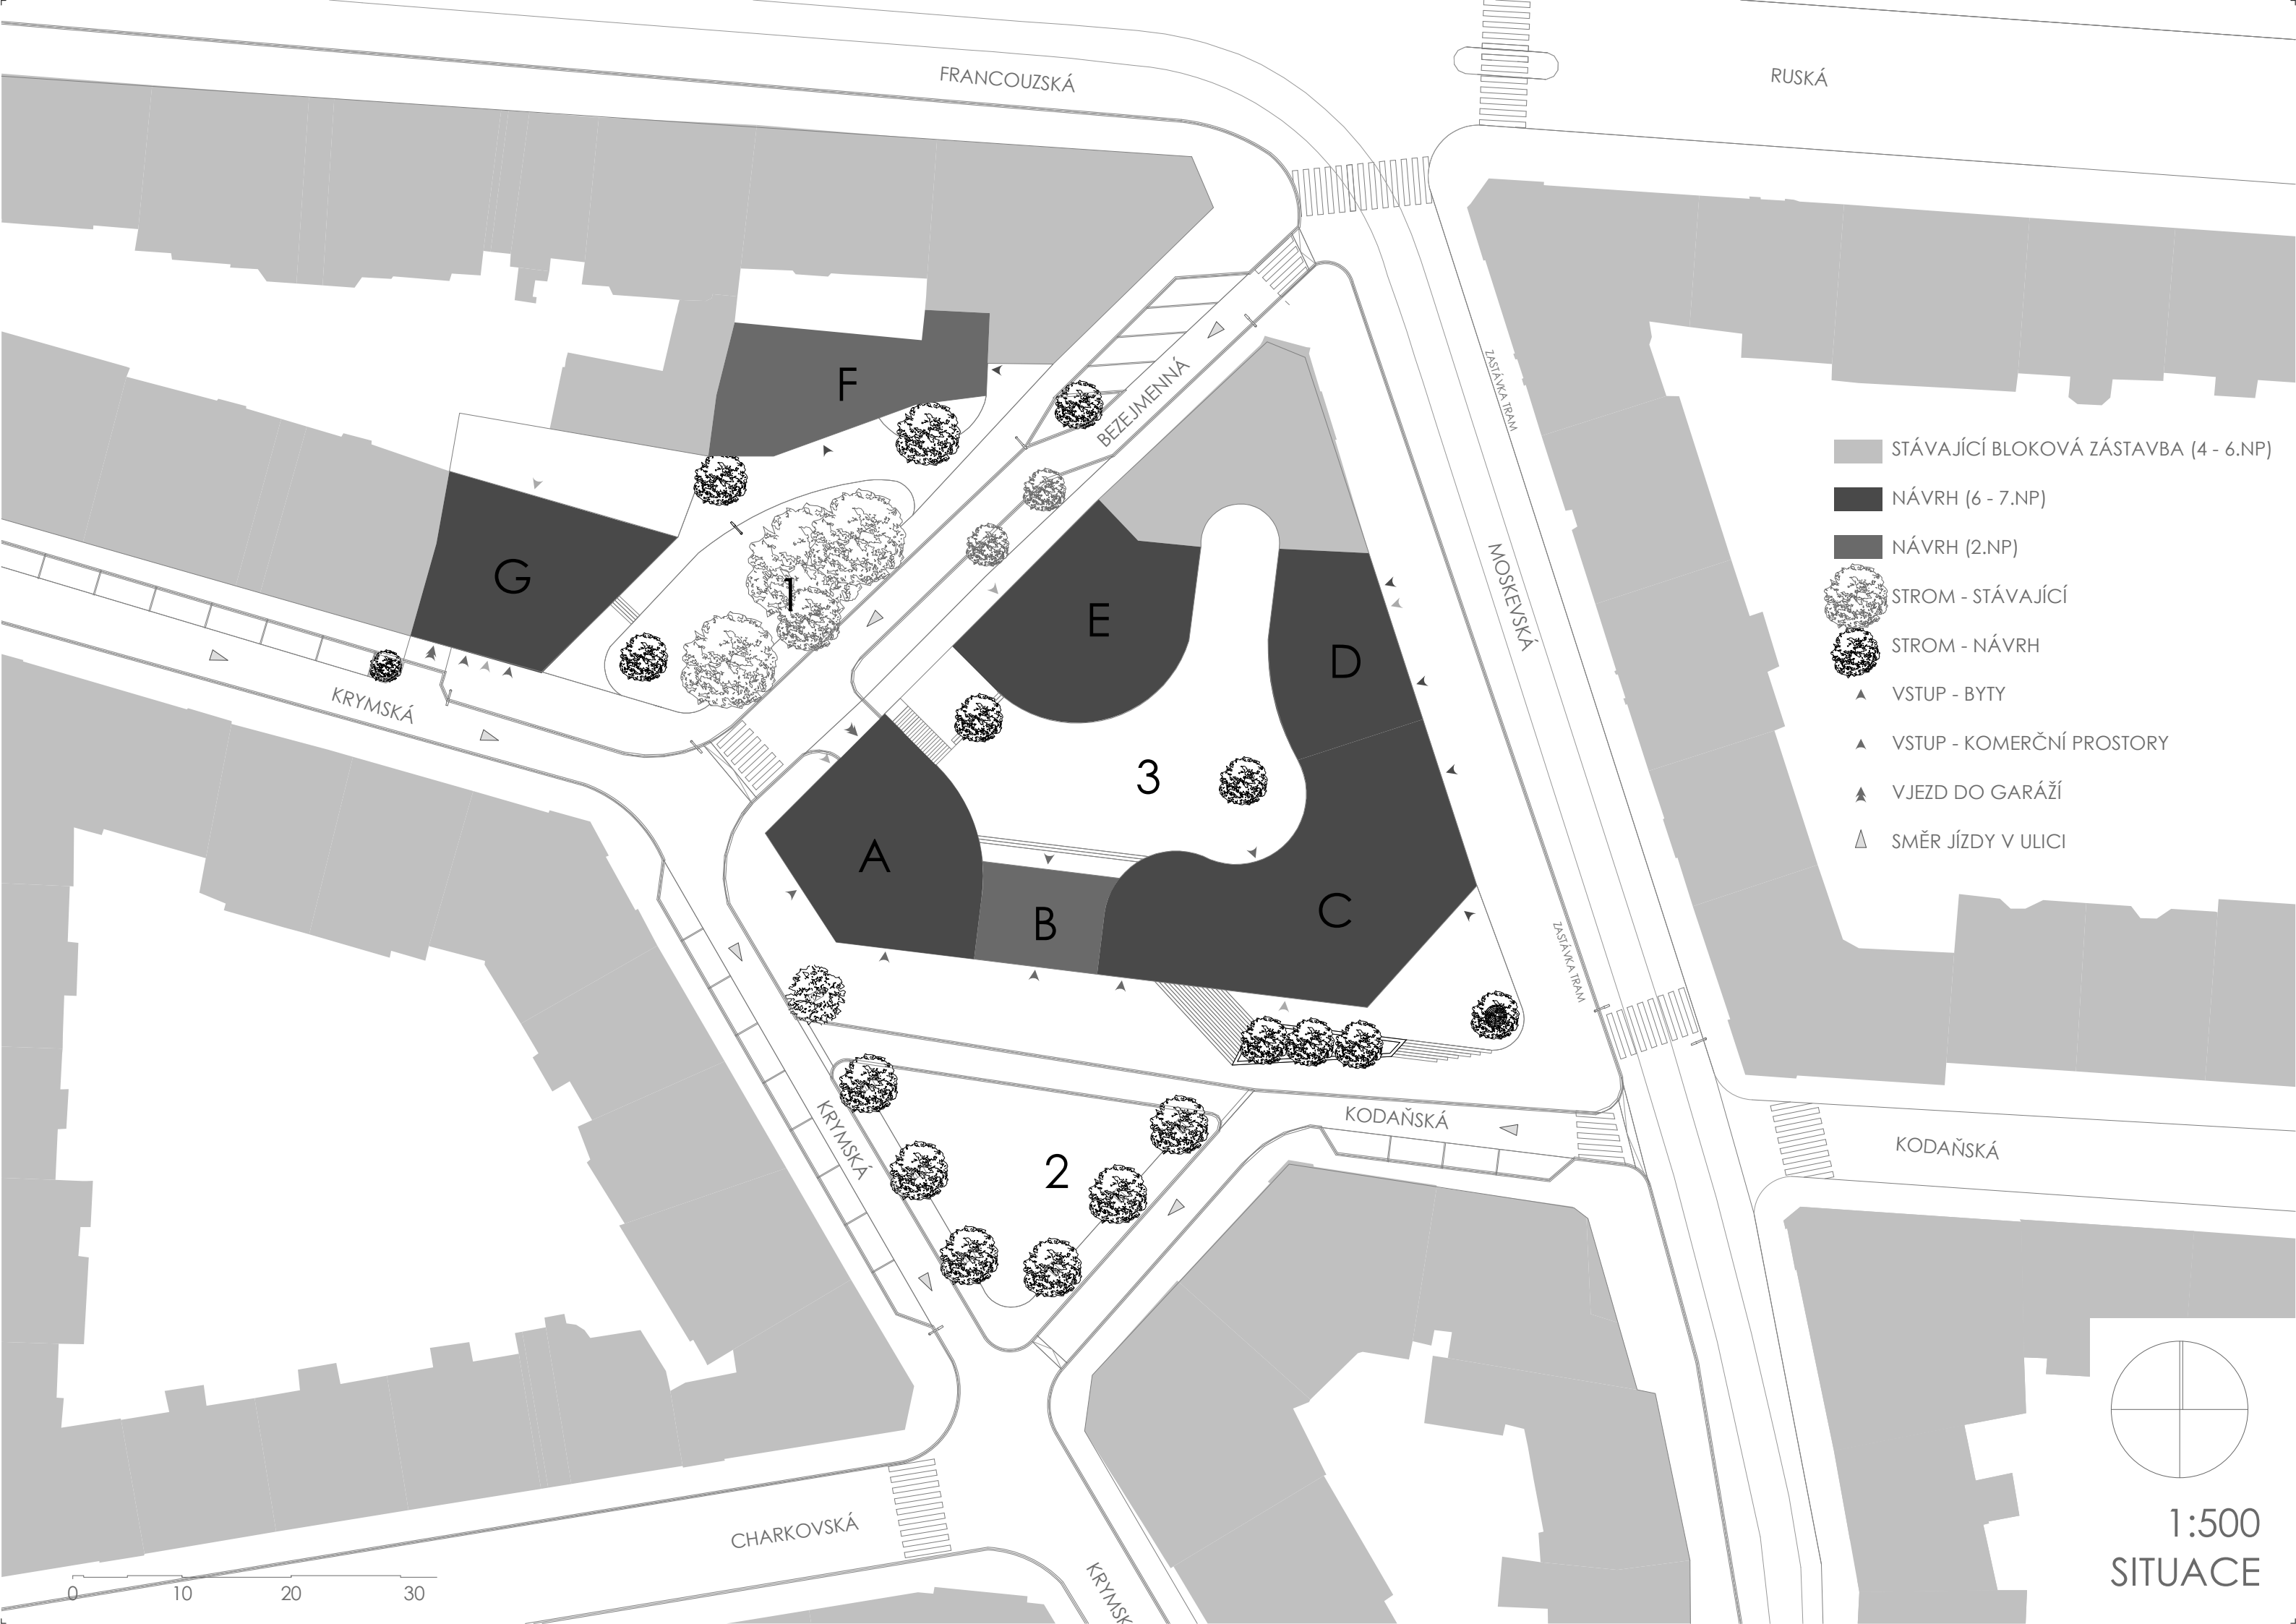 FRANCOUZSKÁ
RUSKÁ
ZASTÁVKA TRAM
BEZEJMENNÁ
F
STÁVAJÍCÍ BLOKOVÁ ZÁSTAVBA (4 - 6.NP)
NÁVRH (6 - 7.NP)
NÁVRH (2.NP)
STROM - STÁVAJÍCÍ
STROM - NÁVRH
VSTUP - BYTY
VSTUP - KOMERČNÍ PROSTORY
VJEZD DO GARÁŽÍ
SMĚR JÍZDY V ULICI
MOSKEVSKÁ
G
1
E
D
KRYMSKÁ
3
A
B
C
ZASTÁVKA TRAM
KRYMSKÁ
2
KODAŇSKÁ
KODAŇSKÁ
CHARKOVSKÁ
KRYMSK
0 10 20 30
1:500
SITUACE